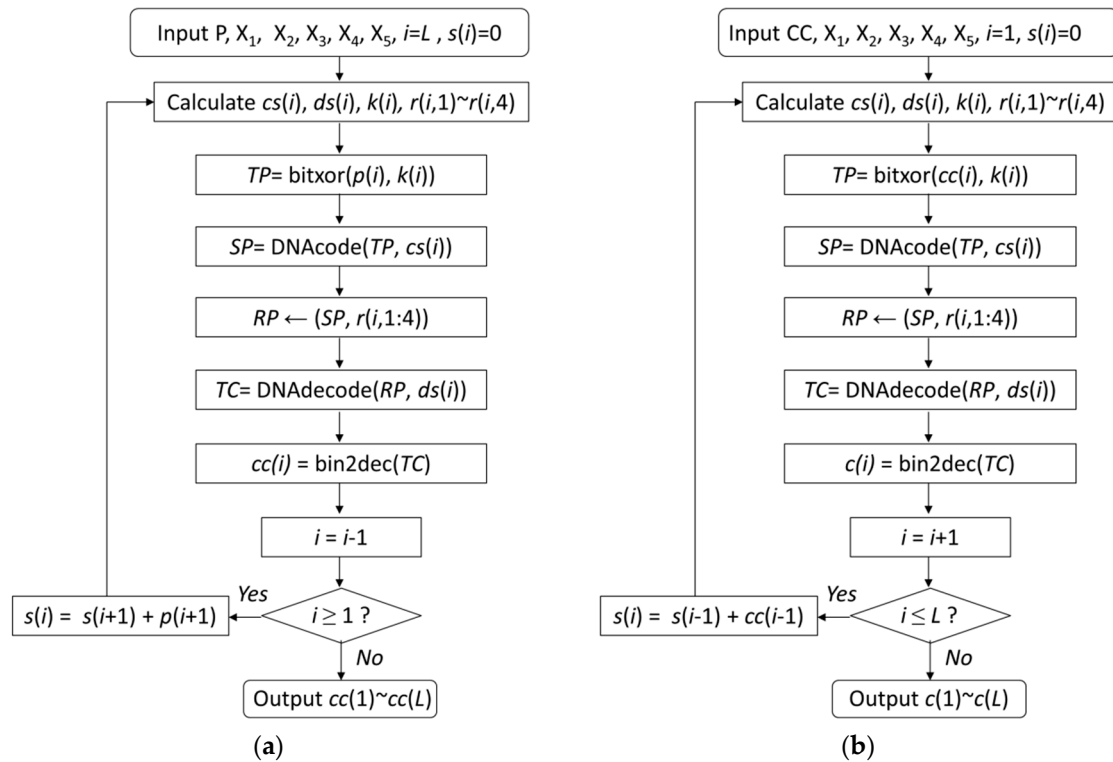 Input P, X₁, X₂, X₃, X₄, X₅, i=L , s(i)=0
Calculate cs(i), ds(i), k(i), r(i,1)~r(i,4)
TP= bitxor(p(i), k(i))
SP= DNAcode(TP, cs(i))
RP ← (SP, r(i,1:4))
TC= DNAdecode(RP, ds(i))
cc(i) = bin2dec(TC)
i = i-1
i ≥ 1 ?
Yes
s(i) = s(i+1) + p(i+1)
No
Output cc(1)~cc(L)
(a)
Input CC, X₁, X₂, X₃, X₄, X₅, i=1, s(i)=0
Calculate cs(i), ds(i), k(i), r(i,1)~r(i,4)
TP= bitxor(cc(i), k(i))
SP= DNAcode(TP, cs(i))
RP ← (SP, r(i,1:4))
TC= DNAdecode(RP, ds(i))
c(i) = bin2dec(TC)
i = i+1
i ≤ L ?
Yes
s(i) = s(i-1) + cc(i-1)
No
Output c(1)~c(L)
(b)